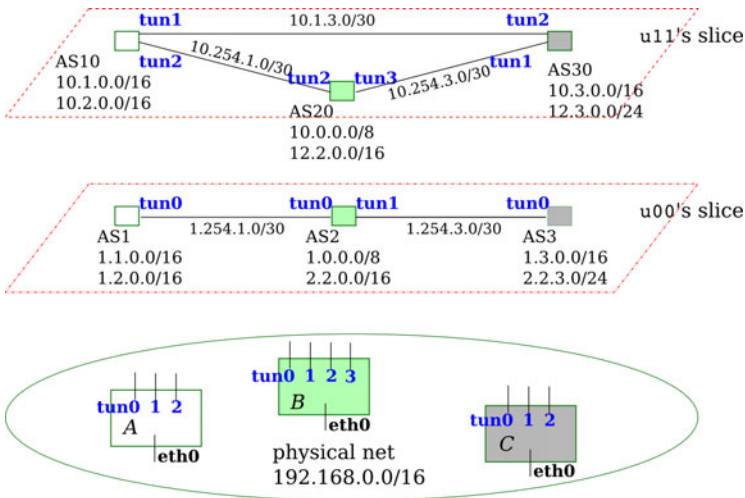 tun1 10.1.3.0/30 tun2
u11's slice
AS10 tun2 10.254.1.0/30 tun2 tun3 10.254.3.0/30 tun1 AS30
10.1.0.0/16
10.2.0.0/16
10.3.0.0/16
12.3.0.0/24
AS20
10.0.0.0/8
12.2.0.0/16
tun0 tun0 tun1 tun0
u00's slice
1.254.1.0/30 1.254.3.0/30
AS1 AS2 AS3
1.1.0.0/16 1.0.0.0/8 1.3.0.0/16
1.2.0.0/16 2.2.0.0/16 2.2.3.0/24
tun0 1 2 3
B
tun0 1 2
A
eth0
eth0
tun0 1 2
C
eth0
physical net
192.168.0.0/16